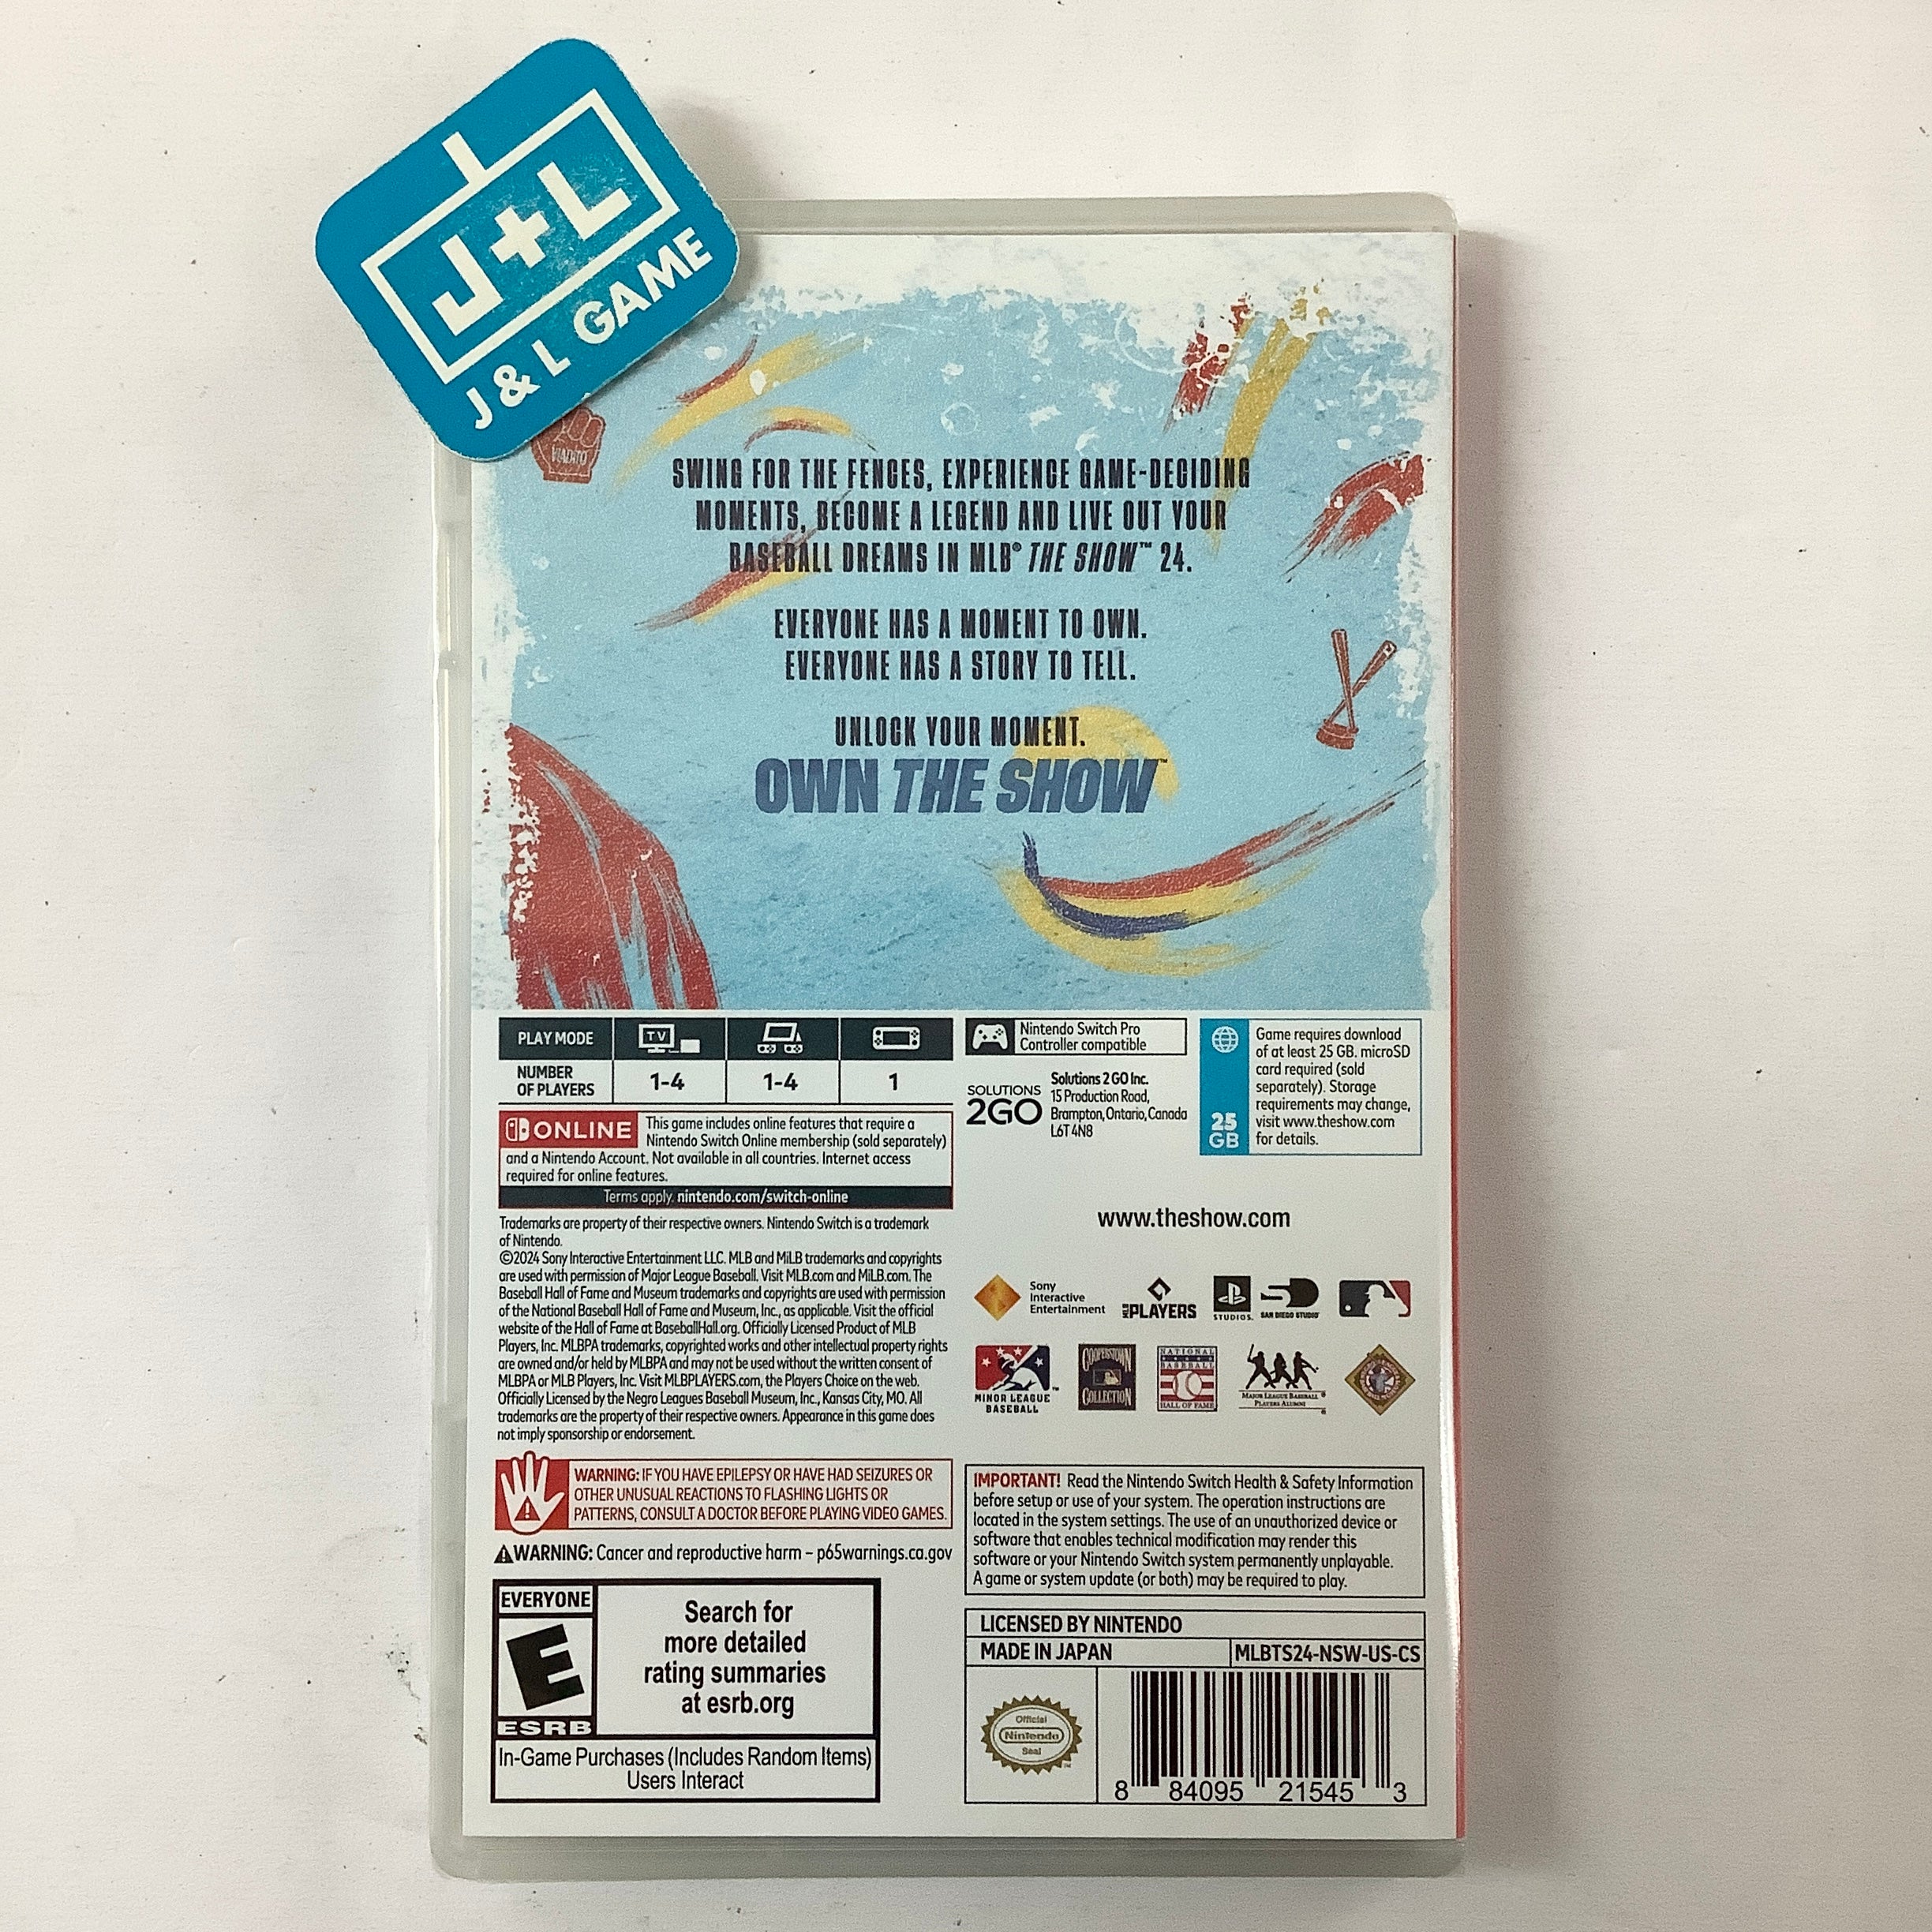 J+L
J & L GAME
VIADITO
SWING FOR THE FENCES, EXPERIENCE GAME-DECIDING
MOMENTS, BECOME A LEGEND AND LIVE OUT YOUR
BASEBALL DREAMS IN MLB® THE SHOW™ 24.
EVERYONE HAS A MOMENT TO OWN.
EVERYONE HAS A STORY TO TELL.
UNLOCK YOUR MOMENT.
OWN THE SHOW™
PLAY MODE
TV
NUMBER
OF PLAYERS
1-4
1-4
1
Nintendo Switch Pro
Controller compatible
SOLUTIONS
2GO
Solutions 2 GO Inc.
15 Production Road,
Brampton, Ontario, Canada
L6T 4N8
25
GB
Game requires download
of at least 25 GB. microSD
card required (sold
separately). Storage
requirements may change,
visit www.theshow.com
for details.
ONLINE
This game includes online features that require a
Nintendo Switch Online membership (sold separately)
and a Nintendo Account. Not available in all countries. Internet access
required for online features.
Terms apply. nintendo.com/switch-online
Trademarks are property of their respective owners. Nintendo Switch is a trademark
of Nintendo.
©2024 Sony Interactive Entertainment LLC. MLB and MiLB trademarks and copyrights
are used with permission of Major League Baseball. Visit MLB.com and MiLB.com. The
Baseball Hall of Fame and Museum trademarks and copyrights are used with permission
of the National Baseball Hall of Fame and Museum, Inc., as applicable. Visit the official
website of the Hall of Fame at BaseballHall.org. Officially Licensed Product of MLB
Players, Inc. MLBPA trademarks, copyrighted works and other intellectual property rights
are owned and/or held by MLBPA and may not be used without the written consent of
MLBPA or MLB Players, Inc. Visit MLBPLAYERS.com, the Players Choice on the web.
Officially Licensed by the Negro Leagues Baseball Museum, Inc., Kansas City, MO. All
trademarks are the property of their respective owners. Appearance in this game does
not imply sponsorship or endorsement.
www.theshow.com
Sony
Interactive
Entertainment
MLB PLAYERS
STUDIOS.
SAN DIEGO STUDIO
MINOR LEAGUE
BASEBALL
COOPERSTOWN
COLLECTION
NATIONAL
BASEBALL
HALL OF FAME
MAJOR LEAGUE BASEBALL
PLAYERS ALUMNI
WARNING: IF YOU HAVE EPILEPSY OR HAVE HAD SEIZURES OR
OTHER UNUSUAL REACTIONS TO FLASHING LIGHTS OR
PATTERNS, CONSULT A DOCTOR BEFORE PLAYING VIDEO GAMES.
WARNING: Cancer and reproductive harm – p65warnings.ca.gov
IMPORTANT! Read the Nintendo Switch Health & Safety Information
before setup or use of your system. The operation instructions are
located in the system settings. The use of an unauthorized device or
software that enables technical modification may render this
software or your Nintendo Switch system permanently unplayable.
A game or system update (or both) may be required to play.
EVERYONE
E
ESRB
Search for
more detailed
rating summaries
at esrb.org
In-Game Purchases (Includes Random Items)
Users Interact
LICENSED BY NINTENDO
MADE IN JAPAN
MLBTS24-NSW-US-CS
Official
Nintendo
Seal
8 84095 21545 3